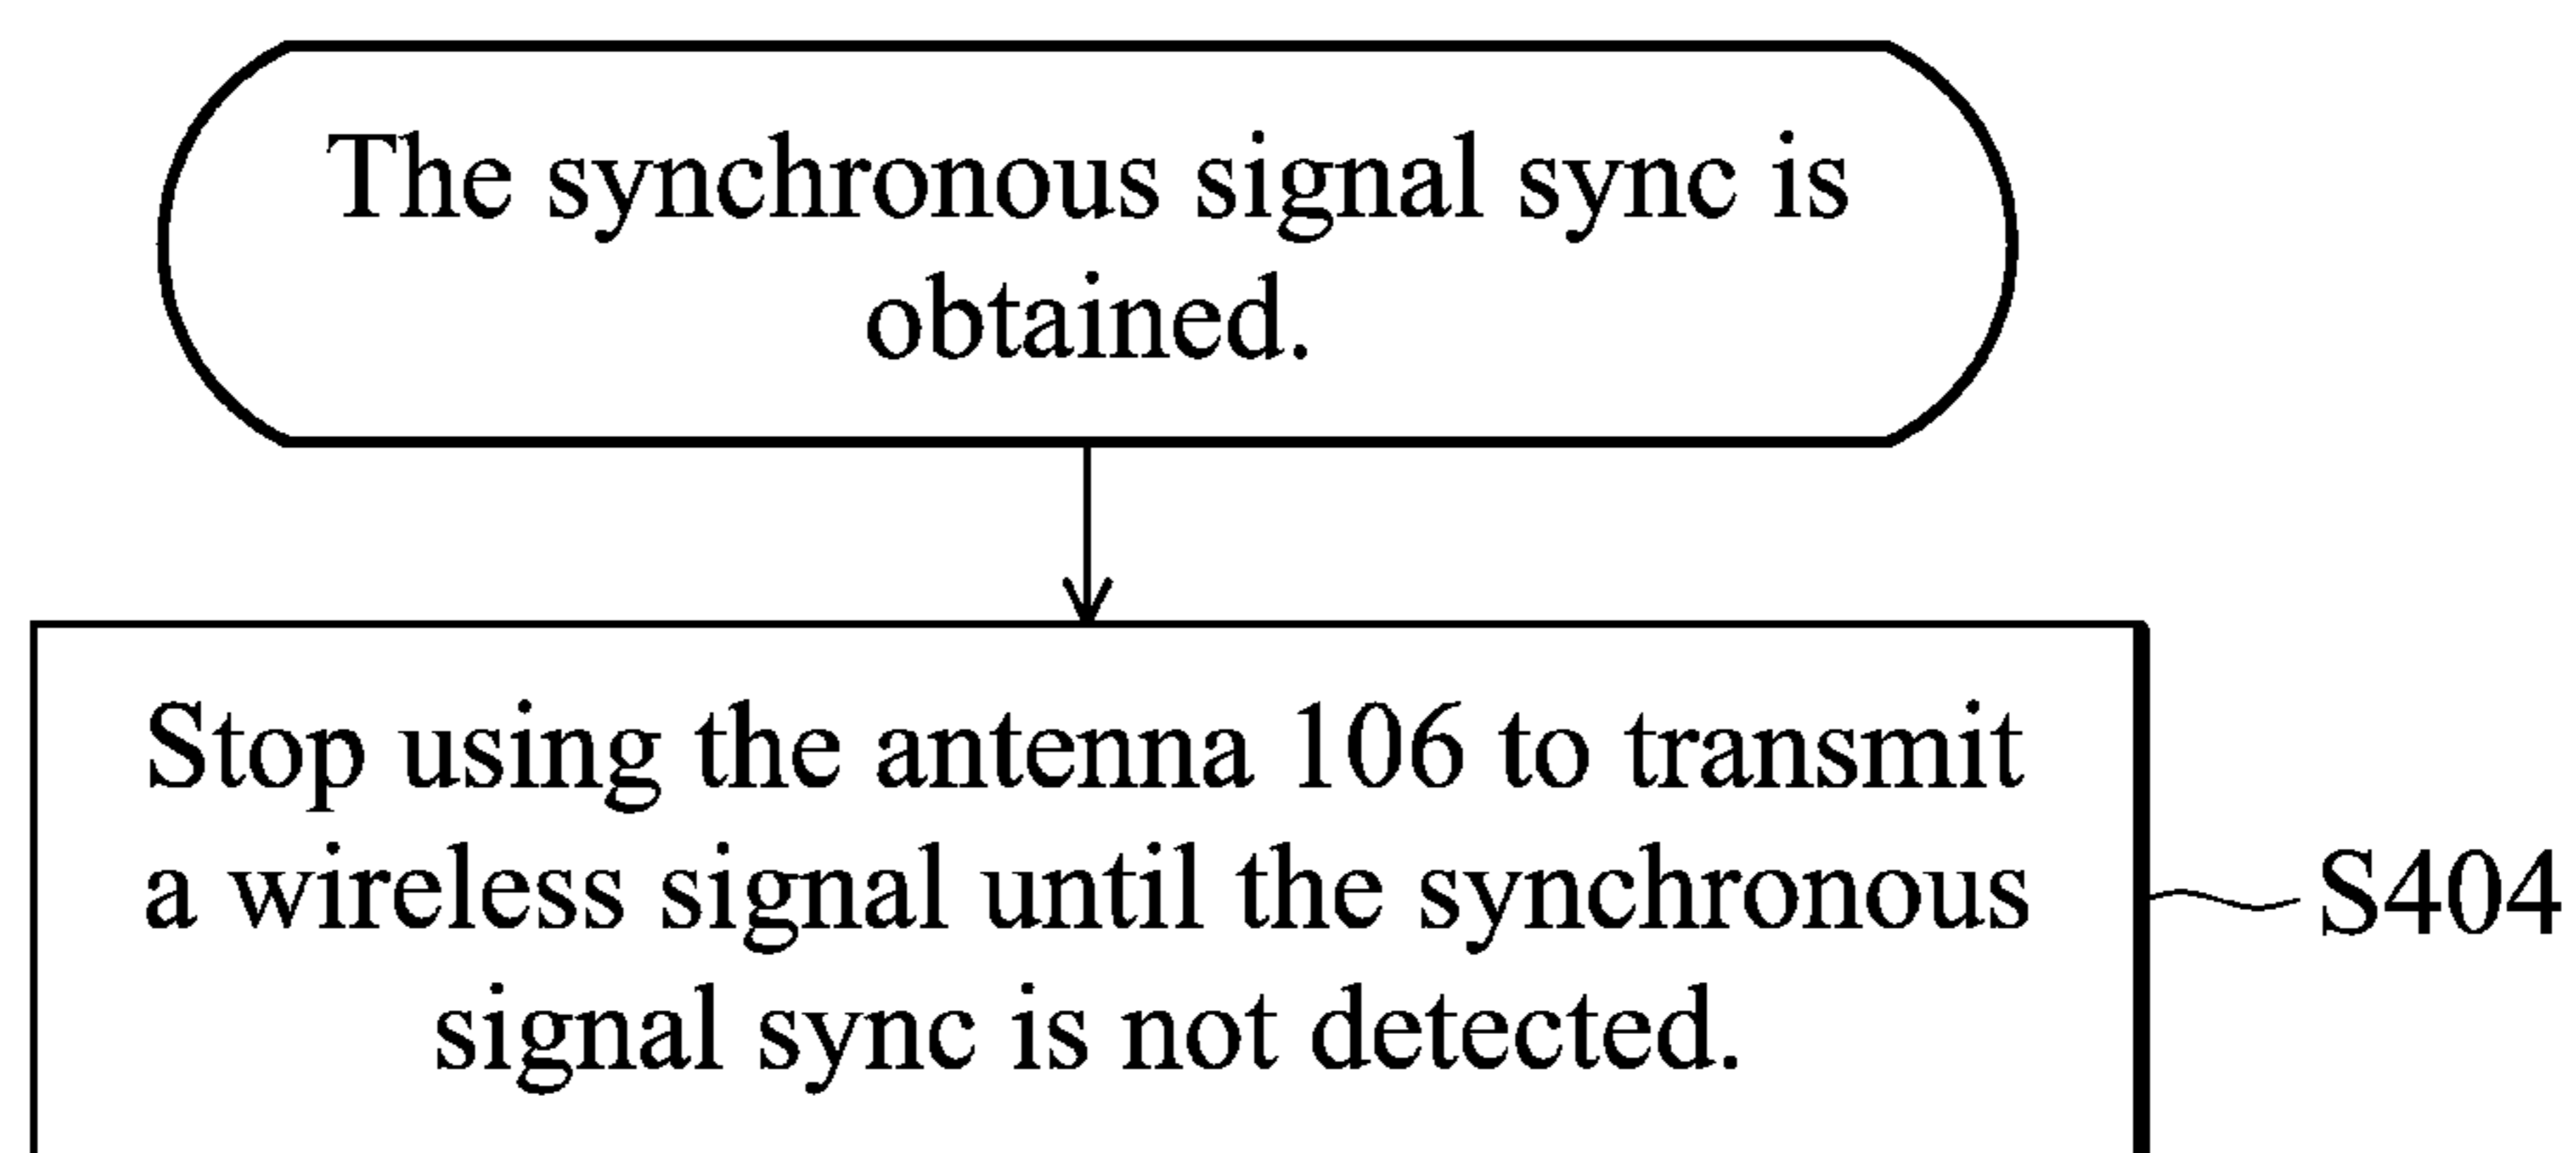 The synchronous signal sync is
obtained.
Stop using the antenna 106 to transmit
a wireless signal until the synchronous
signal sync is not detected.
S404